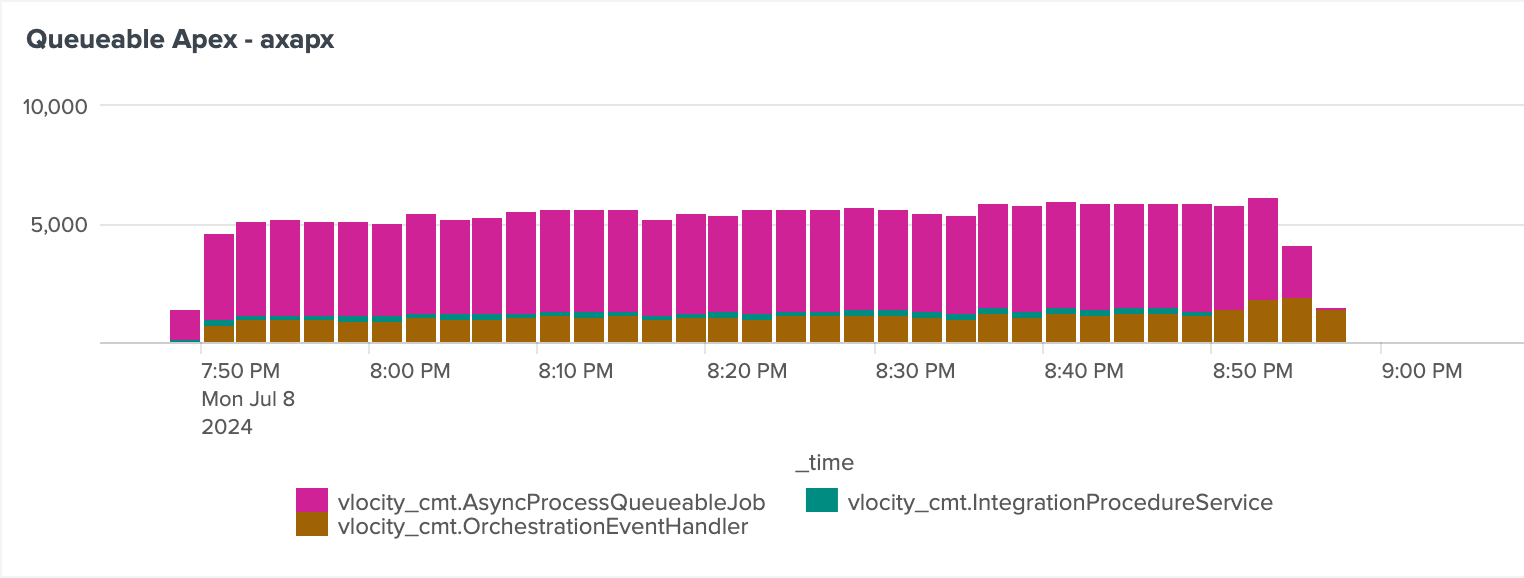 Queueable Apex - axapx
10,000
5,000
7:50 PM 8:00 PM 8:10 PM 8:20 PM 8:30 PM 8:40 PM 8:50 PM 9:00 PM
Mon Jul 8
2024
_time
vlocity_cmt.AsyncProcessQueueableJob vlocity_cmt.IntegrationProcedureService
vlocity_cmt.OrchestrationEventHandler